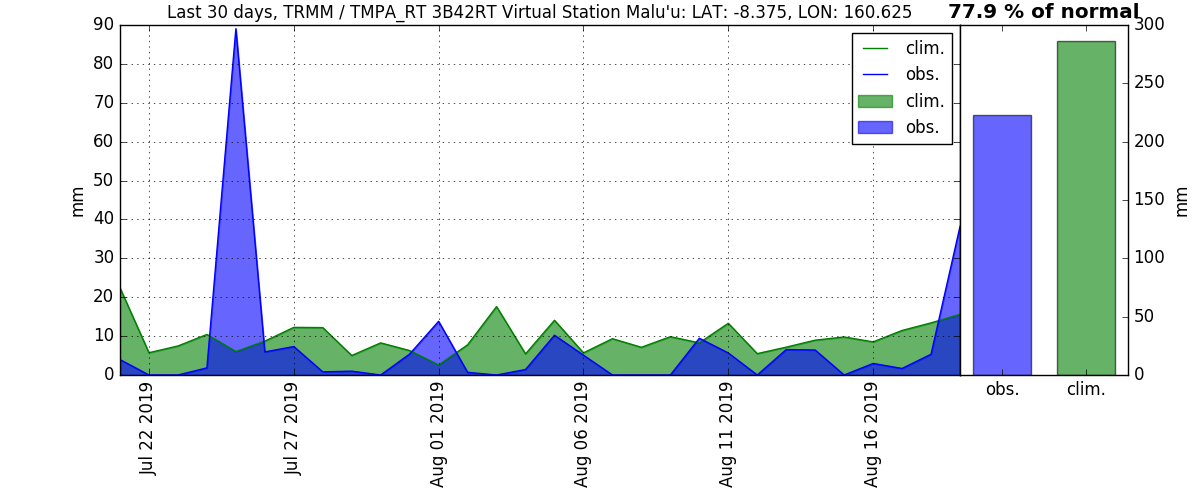 Last 30 days, TRMM / TMPA_RT 3B42RT Virtual Station Malu'u: LAT: -8.375, LON: 160.625
77.9 % of normal
90
80
70
60
50
40
30
20
10
0
mm
clim.
obs.
clim.
obs.
Jul 22 2019
Jul 27 2019
Aug 01 2019
Aug 06 2019
Aug 11 2019
Aug 16 2019
300
250
200
150
100
50
0
mm
obs.
clim.